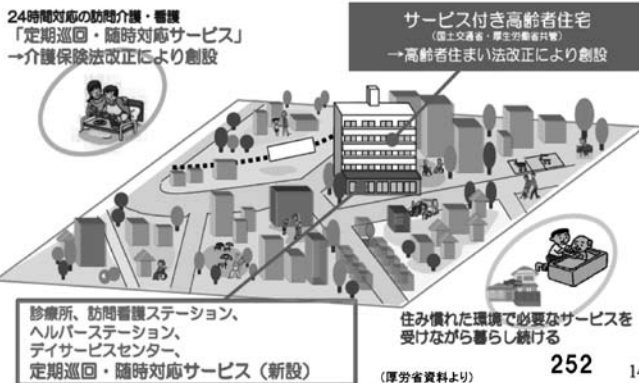 24時間対応の訪問介護・看護
「定期巡回・随時対応サービス」
→介護保険法改正により創設
サービス付き高齢者住宅
(国土交通省・厚生労働省共管)
→高齢者住まい法改正により創設
診療所、訪問看護ステーション、
ヘルパーステーション、
デイサービスセンター、
定期巡回・随時対応サービス(新設)
住み慣れた環境で必要なサービスを
受けながら暮らし続ける
(厚労省資料より)
252